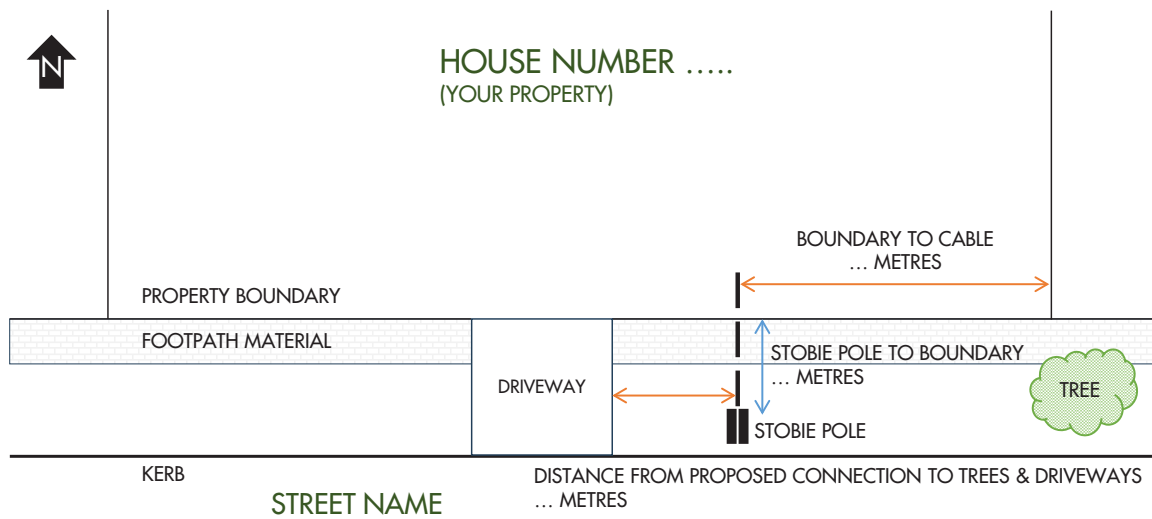 N
HOUSE NUMBER .....
(YOUR PROPERTY)
BOUNDARY TO CABLE
... METRES
PROPERTY BOUNDARY
FOOTPATH MATERIAL
STOBIE POLE TO BOUNDARY
... METRES
DRIVEWAY
TREE
STOBIE POLE
KERB
DISTANCE FROM PROPOSED CONNECTION TO TREES & DRIVEWAYS
... METRES
STREET NAME